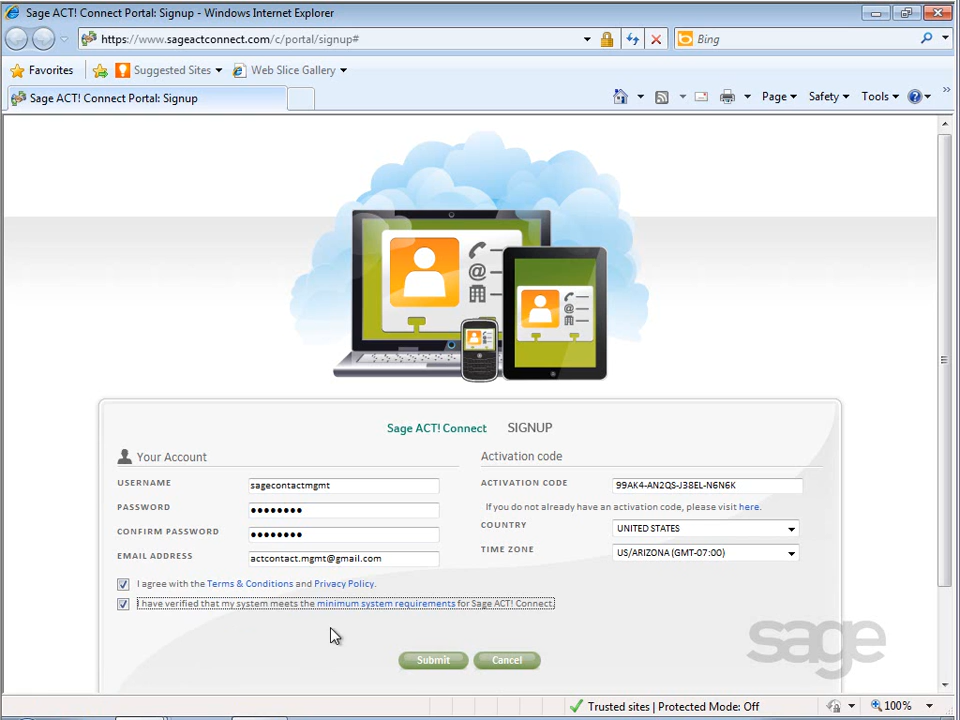 Sage ACT! Connect Portal: Signup - Windows Internet Explorer
https://www.sageactconnect.com/c/portal/signup#
Bing
Favorites
Suggested Sites
Web Slice Gallery
Sage ACT! Connect Portal: Signup
Page
Safety
Tools
@
@
Sage ACT! Connect SIGNUP
Your Account
Activation code
USERNAME
sagecontactmgmt
ACTIVATION CODE
99AK4-AN2QS-J38EL-N6N6K
PASSWORD
••••••••
If you do not already have an activation code, please visit here.
CONFIRM PASSWORD
••••••••
COUNTRY
UNITED STATES
EMAIL ADDRESS
actcontact.mgmt@gmail.com
TIME ZONE
US/ARIZONA (GMT-07:00)
I agree with the Terms & Conditions and Privacy Policy.
I have verified that my system meets the minimum system requirements for Sage ACT! Connect.
Submit
Cancel
sage
Trusted sites | Protected Mode: Off
100%